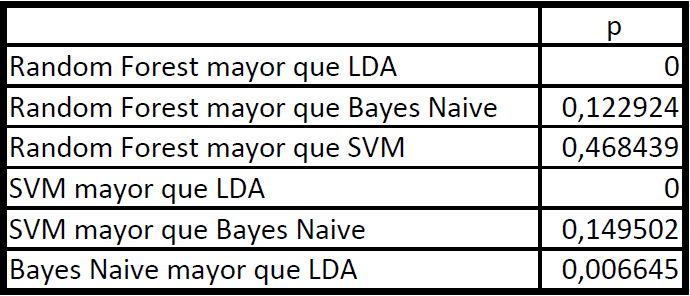 p
Random Forest mayor que LDA 0
Random Forest mayor que Bayes Naive 0,122924
Random Forest mayor que SVM 0,468439
SVM mayor que LDA 0
SVM mayor que Bayes Naive 0,149502
Bayes Naive mayor que LDA 0,006645